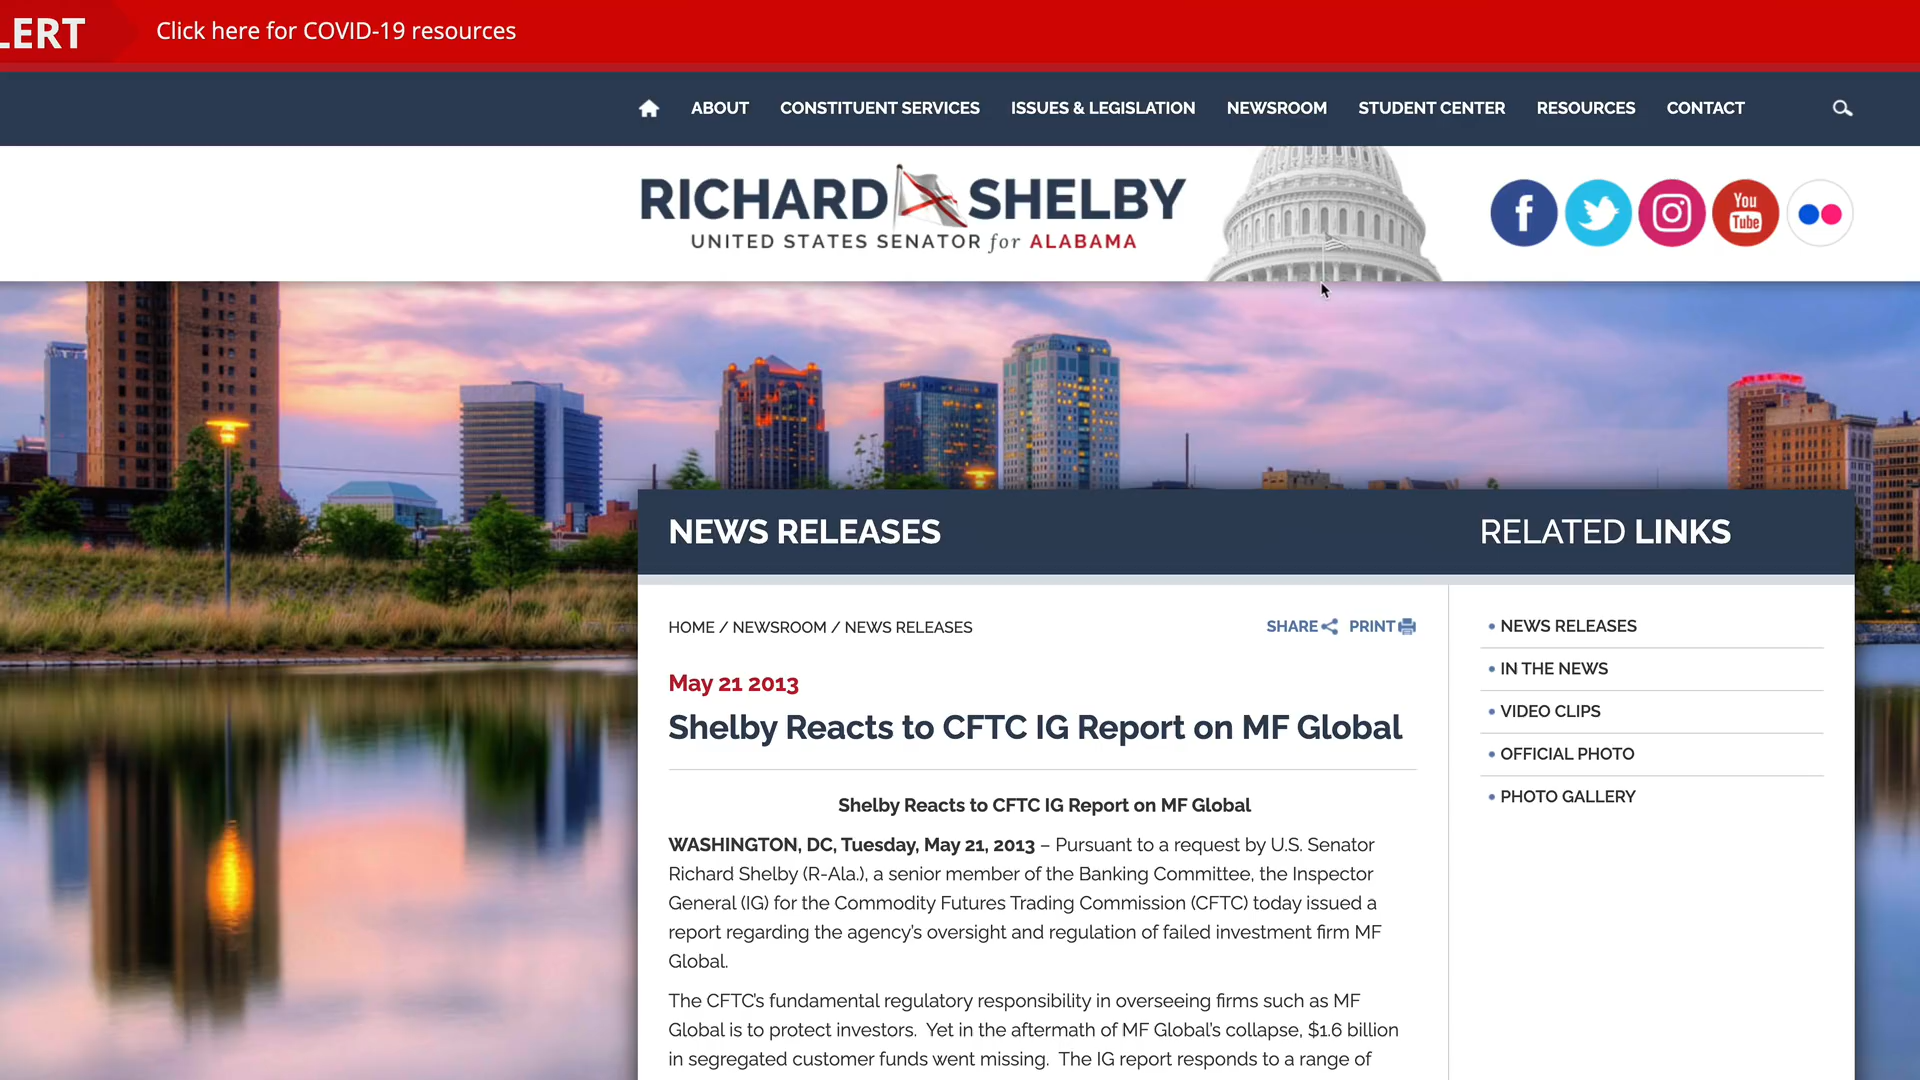 LERT
Click here for COVID-19 resources
ABOUT CONSTITUENT SERVICES ISSUES & LEGISLATION NEWSROOM STUDENT CENTER RESOURCES CONTACT
RICHARD SHELBY
UNITED STATES SENATOR for ALABAMA
You
Tube
NEWS RELEASES
RELATED LINKS
HOME / NEWSROOM / NEWS RELEASES
SHARE PRINT
May 21 2013
Shelby Reacts to CFTC IG Report on MF Global
Shelby Reacts to CFTC IG Report on MF Global
WASHINGTON, DC, Tuesday, May 21, 2013 – Pursuant to a request by U.S. Senator
Richard Shelby (R-Ala.), a senior member of the Banking Committee, the Inspector
General (IG) for the Commodity Futures Trading Commission (CFTC) today issued a
report regarding the agency's oversight and regulation of failed investment firm MF
Global.
The CFTC's fundamental regulatory responsibility in overseeing firms such as MF
Global is to protect investors.  Yet in the aftermath of MF Global's collapse, $1.6 billion
in segregated customer funds went missing.  The IG report responds to a range of
• NEWS RELEASES
• IN THE NEWS
• VIDEO CLIPS
• OFFICIAL PHOTO
• PHOTO GALLERY